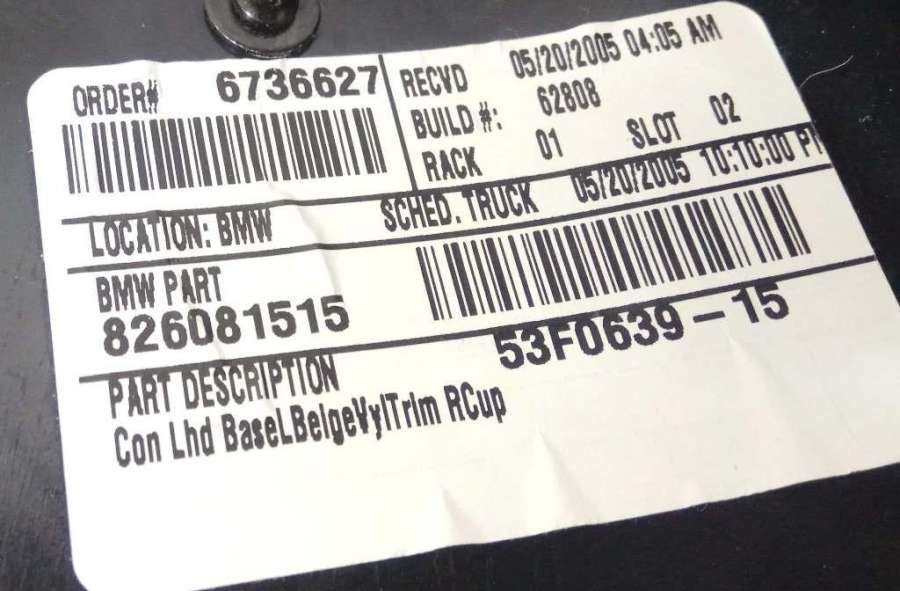 ORDER# 6736627
RECVD 05/20/2005 04:05 AM
BUILD #: 62808
RACK 01 SLOT 02
LOCATION: BMW SCHED. TRUCK 05/20/2005 10:10:00
BMW PART
826081515
53F0639-15
PART DESCRIPTION
Con Lhd BaseLBeigeVylTrim RCup